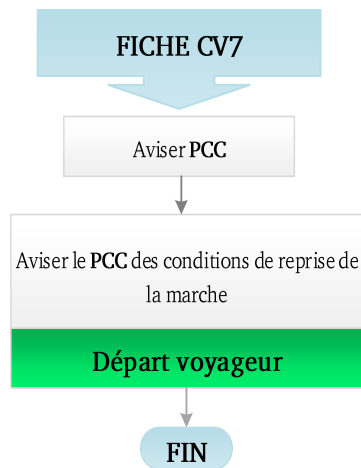 FICHE CV7
Aviser PCC
Aviser le PCC des conditions de reprise de
la marche
Départ voyageur
FIN